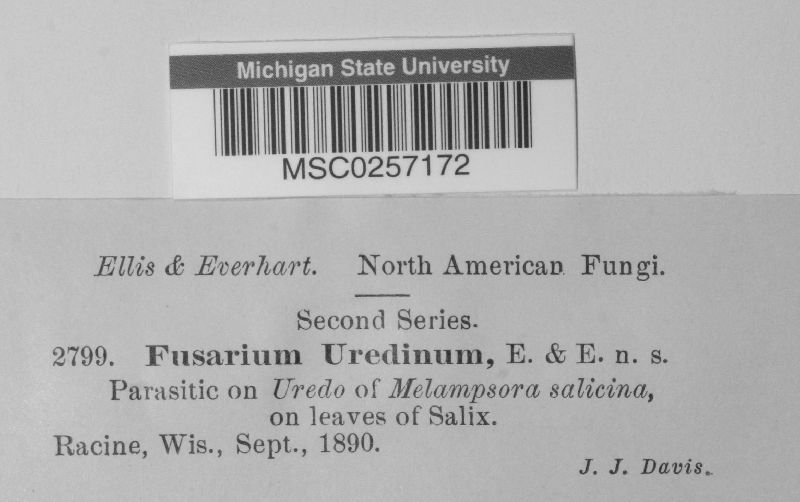 Michigan State University
MSC0257172
Ellis & Everhart. North American Fungi.
Second Series.
2799. Fusarium Uredinum, E. & E. n. s.
Parasitic on Uredo of Melampsora salicina,
on leaves of Salix.
Racine, Wis., Sept., 1890.
J. J. Davis.